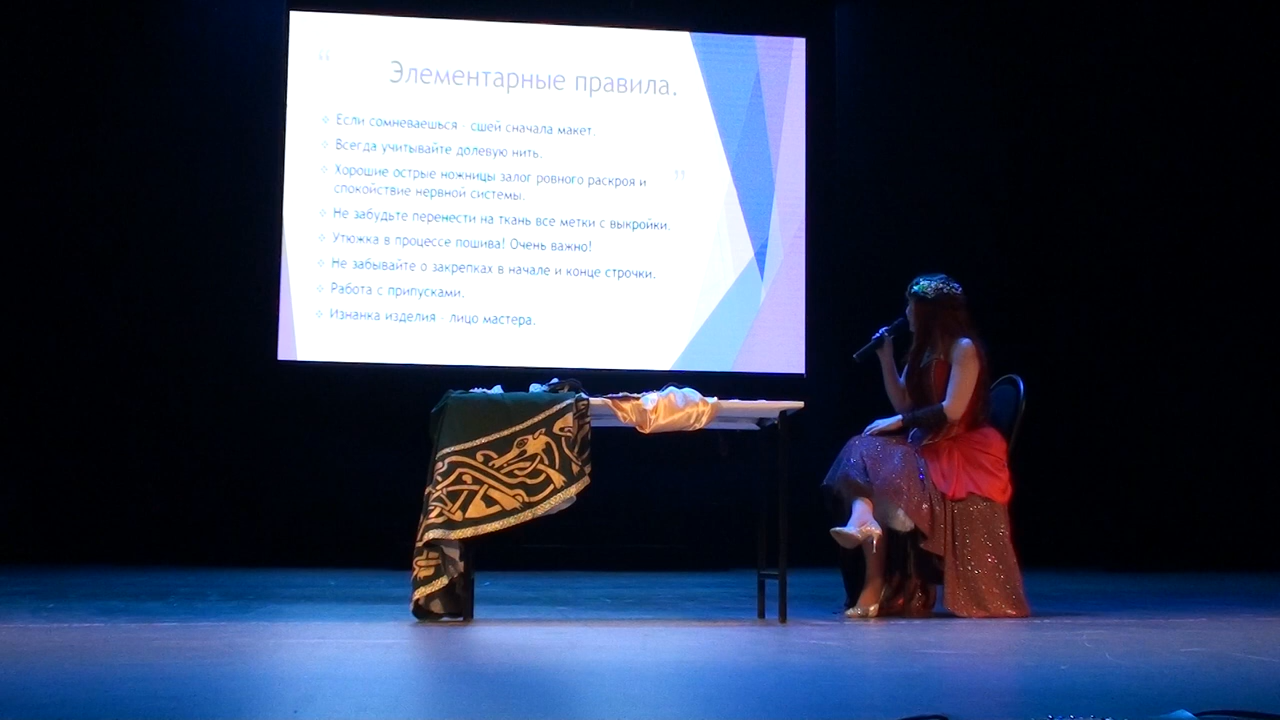 Элементарные правила.
Если сомневаешься - сшей сначала макет.
Всегда учитывайте долевую нить.
Хорошие острые ножницы залог ровного раскроя и
спокойствие нервной системы.
Не забудьте перенести на ткань все метки с выкройки.
Утюжка в процессе пошива! Очень важно!
Не забывайте о закрепках в начале и конце строчки.
Работа с припусками.
Изнанка изделия - лицо мастера.